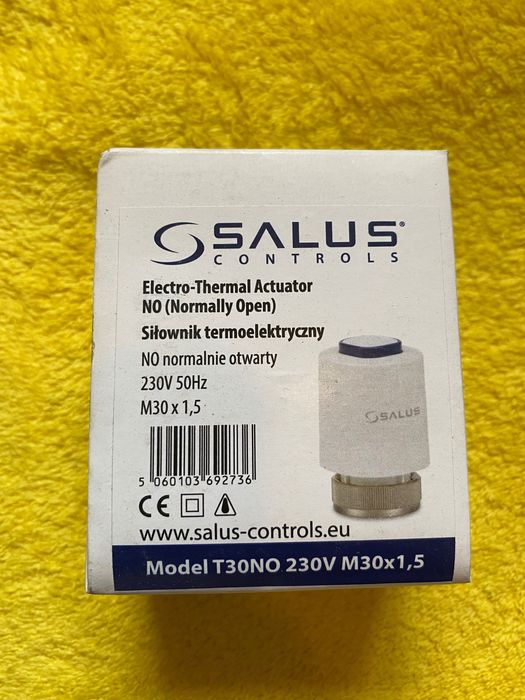 SALUS®
CONTROLS
Electro-Thermal Actuator
NO (Normally Open)
Siłownik termoelektryczny
NO normalnie otwarty
230V 50Hz
M30 x 1,5
SALUS
5 060103 692736
CE
www.salus-controls.eu
Model T30NO 230V M30x1,5